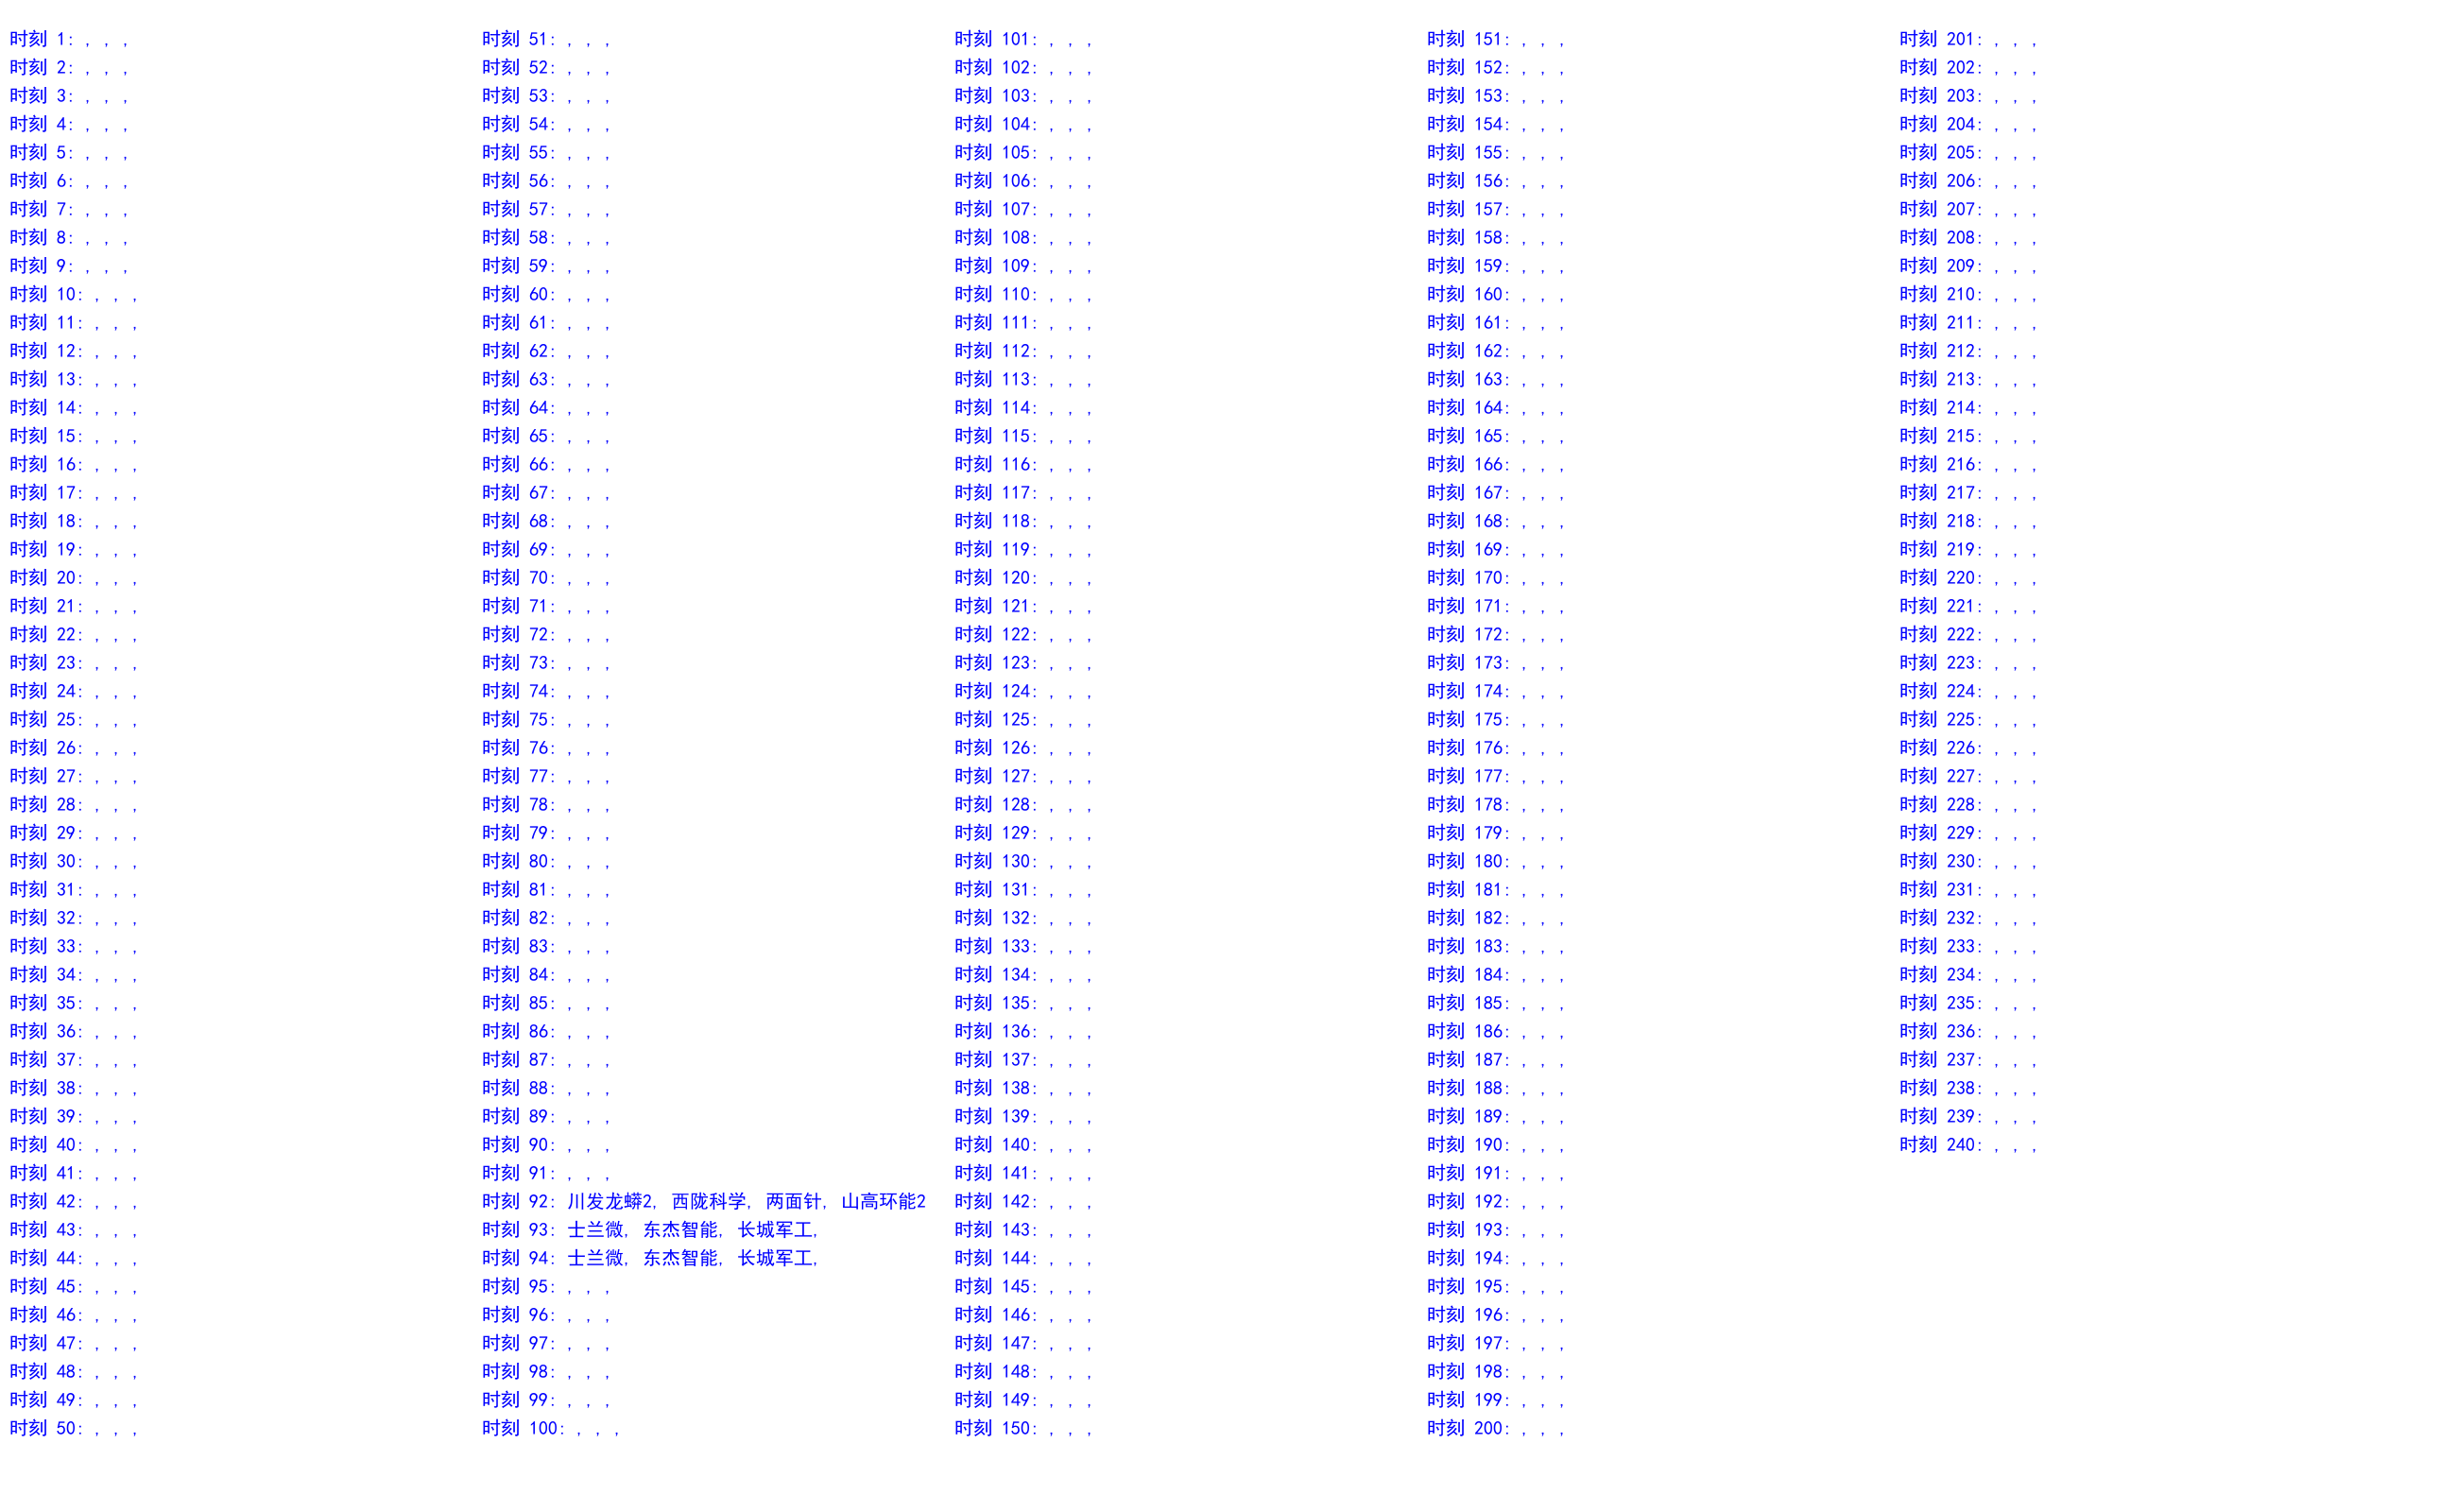 时刻 1: , , ,
时刻 2: , , ,
时刻 3: , , ,
时刻 4: , , ,
时刻 5: , , ,
时刻 6: , , ,
时刻 7: , , ,
时刻 8: , , ,
时刻 9: , , ,
时刻 10: , , ,
时刻 11: , , ,
时刻 12: , , ,
时刻 13: , , ,
时刻 14: , , ,
时刻 15: , , ,
时刻 16: , , ,
时刻 17: , , ,
时刻 18: , , ,
时刻 19: , , ,
时刻 20: , , ,
时刻 21: , , ,
时刻 22: , , ,
时刻 23: , , ,
时刻 24: , , ,
时刻 25: , , ,
时刻 26: , , ,
时刻 27: , , ,
时刻 28: , , ,
时刻 29: , , ,
时刻 30: , , ,
时刻 31: , , ,
时刻 32: , , ,
时刻 33: , , ,
时刻 34: , , ,
时刻 35: , , ,
时刻 36: , , ,
时刻 37: , , ,
时刻 38: , , ,
时刻 39: , , ,
时刻 40: , , ,
时刻 41: , , ,
时刻 42: , , ,
时刻 43: , , ,
时刻 44: , , ,
时刻 45: , , ,
时刻 46: , , ,
时刻 47: , , ,
时刻 48: , , ,
时刻 49: , , ,
时刻 50: , , ,
时刻 51: , , ,
时刻 52: , , ,
时刻 53: , , ,
时刻 54: , , ,
时刻 55: , , ,
时刻 56: , , ,
时刻 57: , , ,
时刻 58: , , ,
时刻 59: , , ,
时刻 60: , , ,
时刻 61: , , ,
时刻 62: , , ,
时刻 63: , , ,
时刻 64: , , ,
时刻 65: , , ,
时刻 66: , , ,
时刻 67: , , ,
时刻 68: , , ,
时刻 69: , , ,
时刻 70: , , ,
时刻 71: , , ,
时刻 72: , , ,
时刻 73: , , ,
时刻 74: , , ,
时刻 75: , , ,
时刻 76: , , ,
时刻 77: , , ,
时刻 78: , , ,
时刻 79: , , ,
时刻 80: , , ,
时刻 81: , , ,
时刻 82: , , ,
时刻 83: , , ,
时刻 84: , , ,
时刻 85: , , ,
时刻 86: , , ,
时刻 87: , , ,
时刻 88: , , ,
时刻 89: , , ,
时刻 90: , , ,
时刻 91: , , ,
时刻 92: 川发龙蟒2, 西陇科学, 两面针, 山高环能2
时刻 93: 士兰微, 东杰智能, 长城军工,
时刻 94: 士兰微, 东杰智能, 长城军工,
时刻 95: , , ,
时刻 96: , , ,
时刻 97: , , ,
时刻 98: , , ,
时刻 99: , , ,
时刻 100: , , ,
时刻 101: , , ,
时刻 102: , , ,
时刻 103: , , ,
时刻 104: , , ,
时刻 105: , , ,
时刻 106: , , ,
时刻 107: , , ,
时刻 108: , , ,
时刻 109: , , ,
时刻 110: , , ,
时刻 111: , , ,
时刻 112: , , ,
时刻 113: , , ,
时刻 114: , , ,
时刻 115: , , ,
时刻 116: , , ,
时刻 117: , , ,
时刻 118: , , ,
时刻 119: , , ,
时刻 120: , , ,
时刻 121: , , ,
时刻 122: , , ,
时刻 123: , , ,
时刻 124: , , ,
时刻 125: , , ,
时刻 126: , , ,
时刻 127: , , ,
时刻 128: , , ,
时刻 129: , , ,
时刻 130: , , ,
时刻 131: , , ,
时刻 132: , , ,
时刻 133: , , ,
时刻 134: , , ,
时刻 135: , , ,
时刻 136: , , ,
时刻 137: , , ,
时刻 138: , , ,
时刻 139: , , ,
时刻 140: , , ,
时刻 141: , , ,
时刻 142: , , ,
时刻 143: , , ,
时刻 144: , , ,
时刻 145: , , ,
时刻 146: , , ,
时刻 147: , , ,
时刻 148: , , ,
时刻 149: , , ,
时刻 150: , , ,
时刻 151: , , ,
时刻 152: , , ,
时刻 153: , , ,
时刻 154: , , ,
时刻 155: , , ,
时刻 156: , , ,
时刻 157: , , ,
时刻 158: , , ,
时刻 159: , , ,
时刻 160: , , ,
时刻 161: , , ,
时刻 162: , , ,
时刻 163: , , ,
时刻 164: , , ,
时刻 165: , , ,
时刻 166: , , ,
时刻 167: , , ,
时刻 168: , , ,
时刻 169: , , ,
时刻 170: , , ,
时刻 171: , , ,
时刻 172: , , ,
时刻 173: , , ,
时刻 174: , , ,
时刻 175: , , ,
时刻 176: , , ,
时刻 177: , , ,
时刻 178: , , ,
时刻 179: , , ,
时刻 180: , , ,
时刻 181: , , ,
时刻 182: , , ,
时刻 183: , , ,
时刻 184: , , ,
时刻 185: , , ,
时刻 186: , , ,
时刻 187: , , ,
时刻 188: , , ,
时刻 189: , , ,
时刻 190: , , ,
时刻 191: , , ,
时刻 192: , , ,
时刻 193: , , ,
时刻 194: , , ,
时刻 195: , , ,
时刻 196: , , ,
时刻 197: , , ,
时刻 198: , , ,
时刻 199: , , ,
时刻 200: , , ,
时刻 201: , , ,
时刻 202: , , ,
时刻 203: , , ,
时刻 204: , , ,
时刻 205: , , ,
时刻 206: , , ,
时刻 207: , , ,
时刻 208: , , ,
时刻 209: , , ,
时刻 210: , , ,
时刻 211: , , ,
时刻 212: , , ,
时刻 213: , , ,
时刻 214: , , ,
时刻 215: , , ,
时刻 216: , , ,
时刻 217: , , ,
时刻 218: , , ,
时刻 219: , , ,
时刻 220: , , ,
时刻 221: , , ,
时刻 222: , , ,
时刻 223: , , ,
时刻 224: , , ,
时刻 225: , , ,
时刻 226: , , ,
时刻 227: , , ,
时刻 228: , , ,
时刻 229: , , ,
时刻 230: , , ,
时刻 231: , , ,
时刻 232: , , ,
时刻 233: , , ,
时刻 234: , , ,
时刻 235: , , ,
时刻 236: , , ,
时刻 237: , , ,
时刻 238: , , ,
时刻 239: , , ,
时刻 240: , , ,